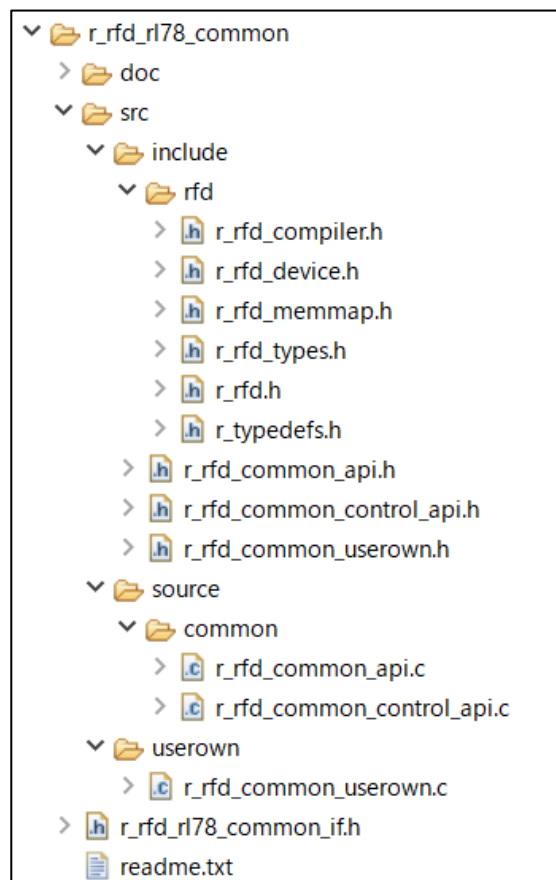 r_rfd_rl78_common
doc
src
include
rfd
.h r_rfd_compiler.h
.h r_rfd_device.h
.h r_rfd_memmap.h
.h r_rfd_types.h
.h r_rfd.h
.h r_typedefs.h
.h r_rfd_common_api.h
.h r_rfd_common_control_api.h
.h r_rfd_common_userown.h
source
common
.c r_rfd_common_api.c
.c r_rfd_common_control_api.c
userown
.c r_rfd_common_userown.c
.h r_rfd_rl78_common_if.h
readme.txt